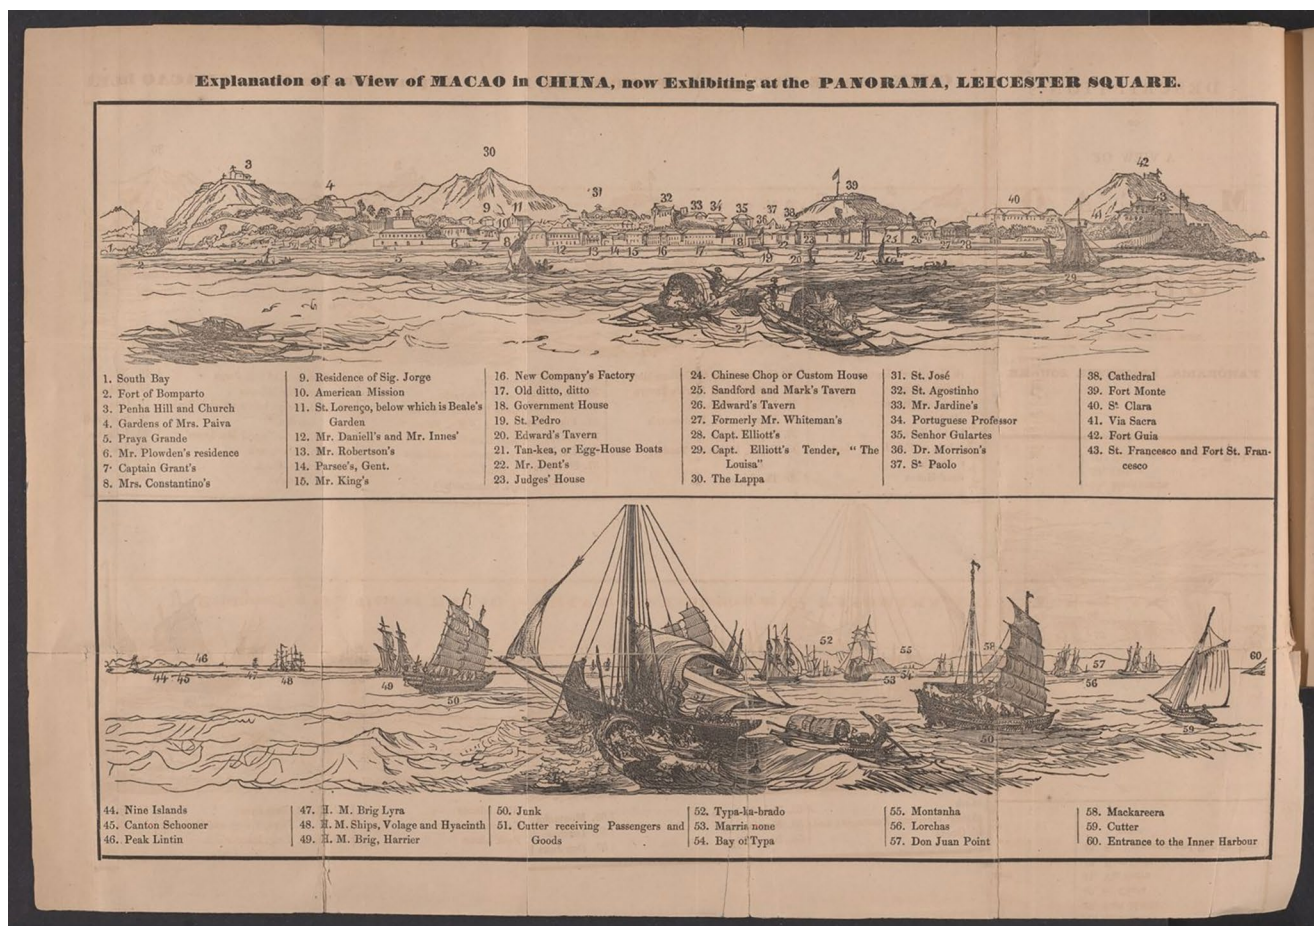 Explanation of a View of MACAO in CHINA, now Exhibiting at the PANORAMA, LEICESTER SQUARE.
1. South Bay
2. Fort of Bomparto
3. Penha Hill and Church
4. Gardens of Mrs. Paiva
5. Praya Grande
6. Mr. Plowden's residence
7. Captain Grant's
8. Mrs. Constantino's
9. Residence of Sig. Jorge
10. American Mission
11. St. Lorenço, below which is Beale's
Garden
12. Mr. Daniell's and Mr. Innes'
13. Mr. Robertson's
14. Parsee's, Gent.
15. Mr. King's
16. New Company's Factory
17. Old ditto, ditto
18. Government House
19. St. Pedro
20. Edward's Tavern
21. Tan-kea, or Egg-House Boats
22. Mr. Dent's
23. Judges' House
24. Chinese Chop or Custom House
25. Sandford and Mark's Tavern
26. Edward's Tavern
27. Formerly Mr. Whiteman's
28. Capt. Elliott's
29. Capt. Elliott's Tender, "The
Louisa"
30. The Lappa
31. St. José
32. St. Agostinho
33. Mr. Jardine's
34. Portuguese Professor
35. Senhor Gulartes
36. Dr. Morrison's
37. St. Paolo
38. Cathedral
39. Fort Monte
40. St. Clara
41. Via Sacra
42. Fort Guia
43. St. Francesco and Fort St. Fran-
cesco
44. Nine Islands
45. Canton Schooner
46. Peak Lintin
47. H. M. Brig Lyra
48. H. M. Ships, Volage and Hyacinth
49. H. M. Brig, Harrier
50. Junk
51. Cutter receiving Passengers and
Goods
52. Typa-ka-brado
53. Marria none
54. Bay of Typa
55. Montanha
56. Lorchas
57. Don Juan Point
58. Mackareera
59. Cutter
60. Entrance to the Inner Harbour